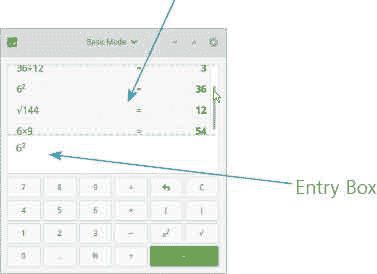 Basic Mode
36÷12 = 3
6² = 36
√144 = 12
6×9 = 54
6²
Entry Box
7 8 9 ÷ C
4 5 6 × ( )
1 2 3 − x² √
0 . % + =